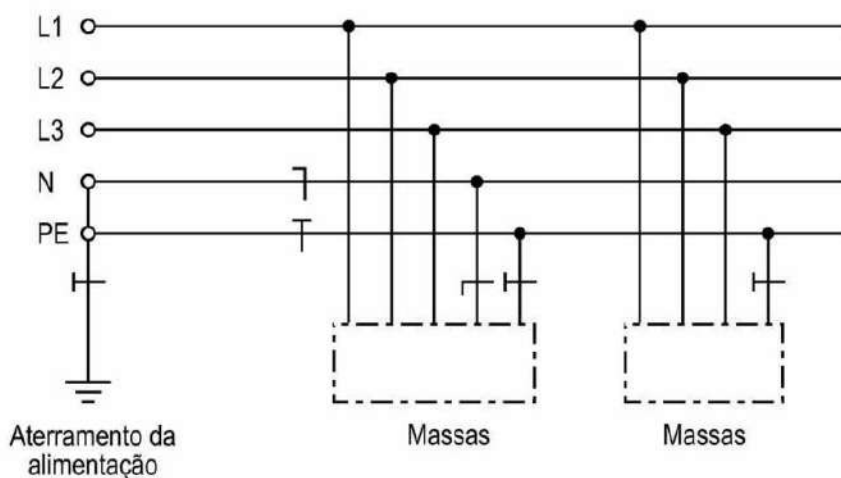 L1
L2
L3
N
PE
Aterramento da
alimentação
Massas
Massas